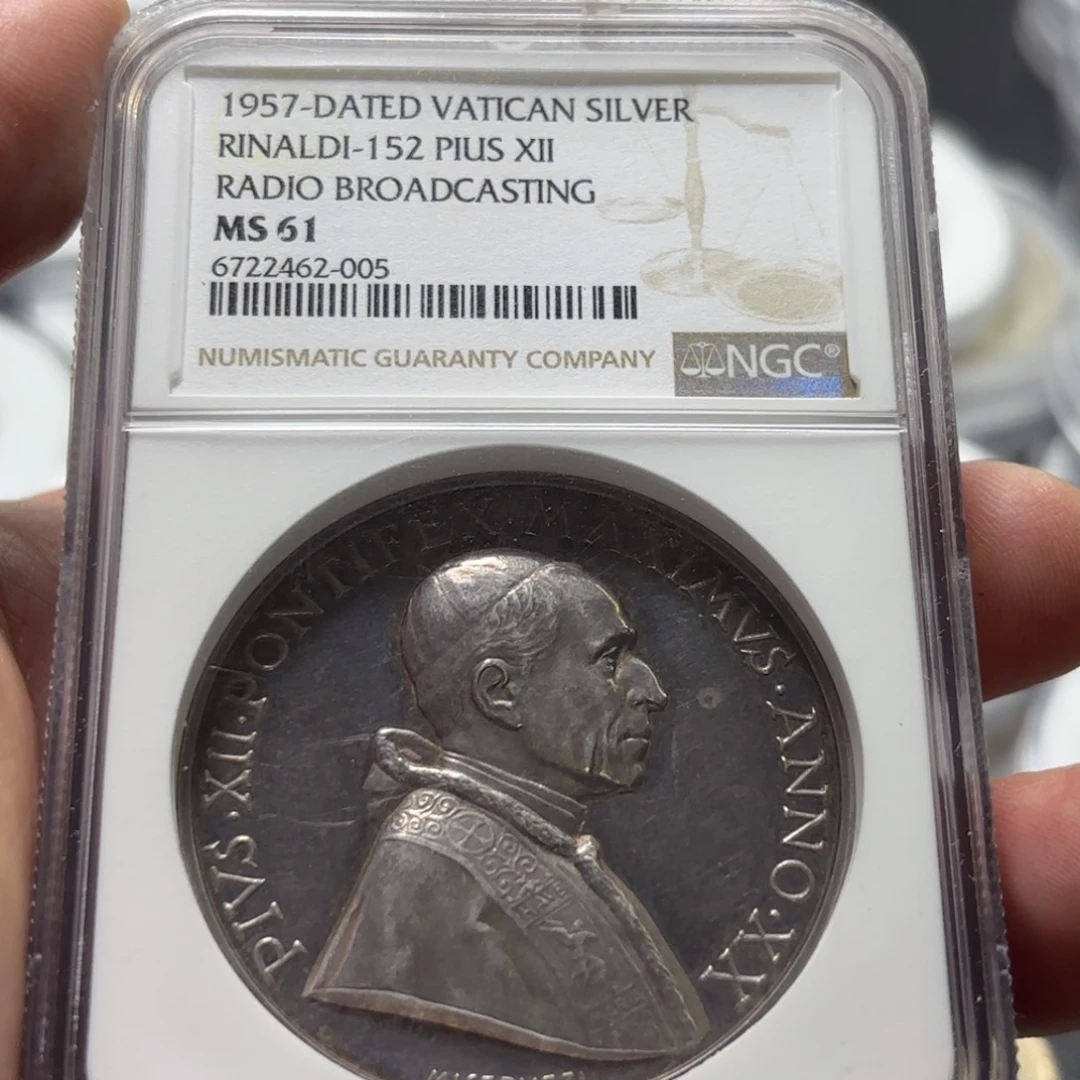 1957-DATED VATICAN SILVER
RINALDI-152 PIUS XII
RADIO BROADCASTING
MS 61
6722462-005
NUMISMATIC GUARANTY COMPANY
NGC®
PIVS·XII·PONTIFEX·MAXIMVS·ANNO·XX